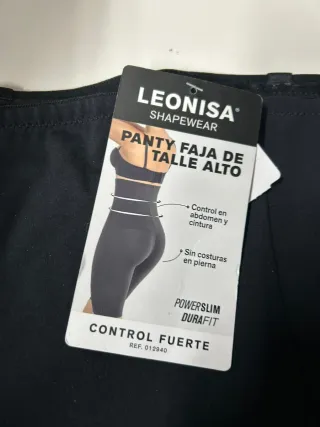 LEONISA®
SHAPEWEAR
PANTY FAJA DE
TALLE ALTO
Control en
abdomen y
cintura
Sin costuras
en pierna
POWERSLIM
DURAFIT
CONTROL FUERTE
REF. 012940